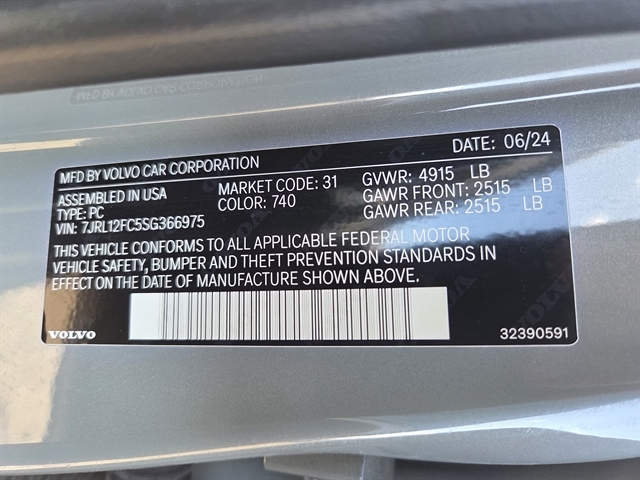 MFD BY VOLVO CAR CORPORATION DATE: 06/24
ASSEMBLED IN USA MARKET CODE: 31 GVWR: 4915 LB
TYPE: PC COLOR: 740 GAWR FRONT: 2515 LB
VIN: 7JRL12FC5SG366975 GAWR REAR: 2515 LB
THIS VEHICLE CONFORMS TO ALL APPLICABLE FEDERAL MOTOR
VEHICLE SAFETY, BUMPER AND THEFT PREVENTION STANDARDS IN
EFFECT ON THE DATE OF MANUFACTURE SHOWN ABOVE.
VOLVO 32390591